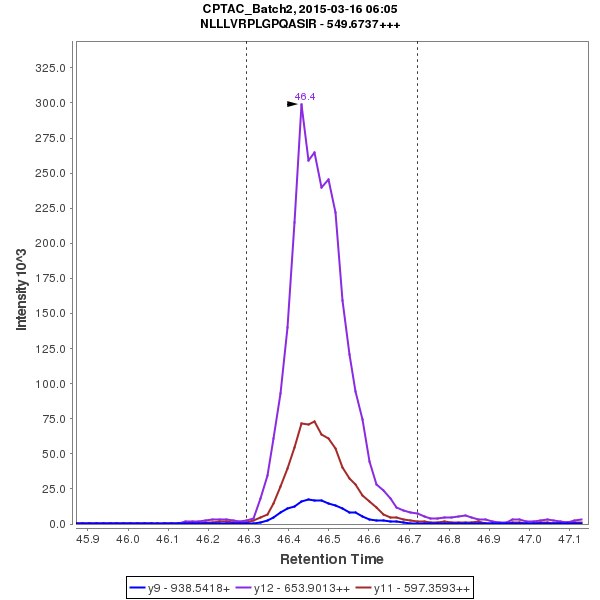 CPTAC_Batch2, 2015-03-16 06:05
NLLLVRPLGPQASIR - 549.6737+++
46.4
325.0
300.0
275.0
250.0
225.0
200.0
175.0
150.0
125.0
100.0
75.0
50.0
25.0
0.0
Intensity 10^3
45.9 46.0 46.1 46.2 46.3 46.4 46.5 46.6 46.7 46.8 46.9 47.0 47.1
Retention Time
y9 - 938.5418+ y12 - 653.9013++ y11 - 597.3593++